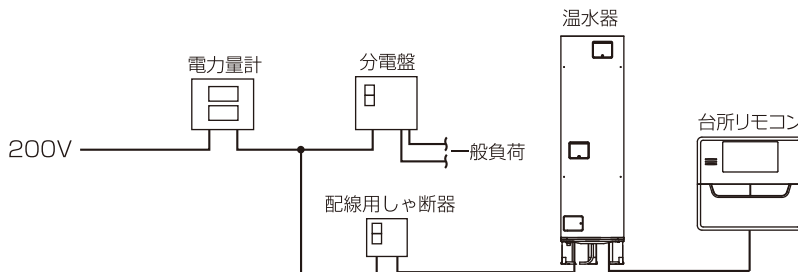 温水器
電力量計
分電盤
台所リモコン
200V
一般負荷
配線用しゃ断器